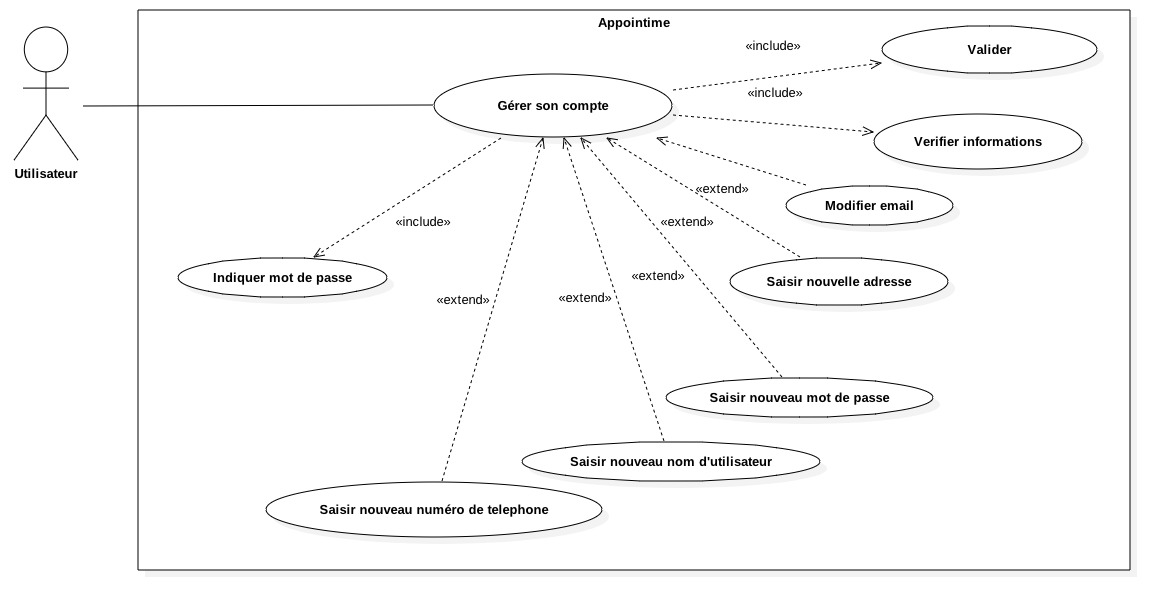 Appointime
«include»
Valider
«include»
Gérer son compte
Verifier informations
Utilisateur
«extend»
Modifier email
«include»
«extend»
Indiquer mot de passe
«extend»
Saisir nouvelle adresse
«extend»
«extend»
Saisir nouveau mot de passe
Saisir nouveau nom d'utilisateur
Saisir nouveau numéro de telephone